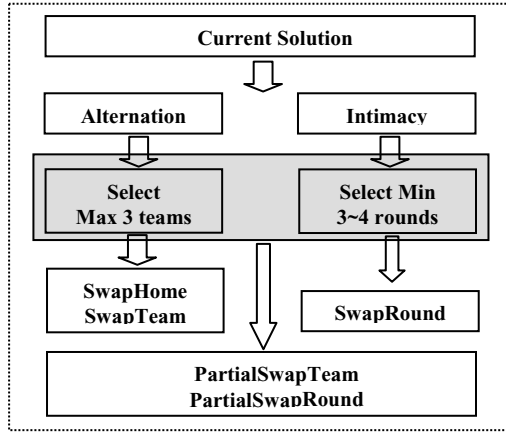 Current Solution
Alternation
Intimacy
Select
Max 3 teams
Select Min
3~4 rounds
SwapHome
SwapTeam
SwapRound
PartialSwapTeam
PartialSwapRound